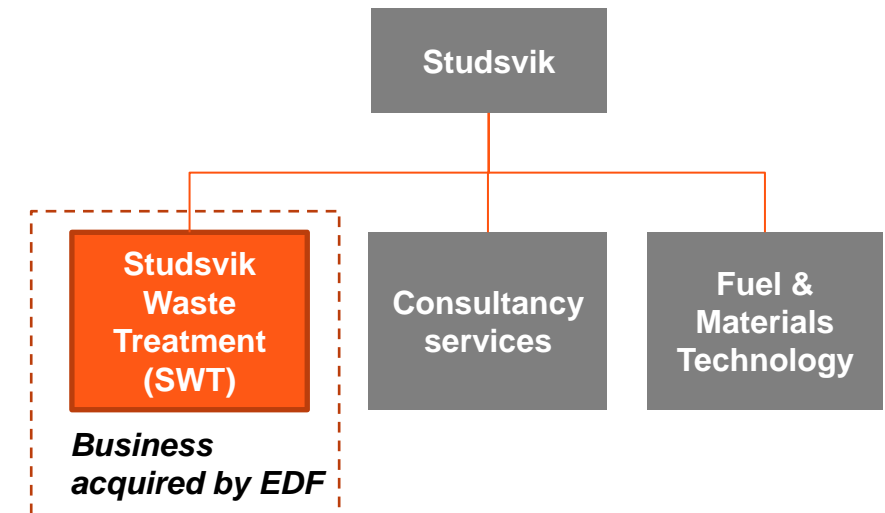 Studsvik
Studsvik
Waste
Treatment
(SWT)
Consultancy
services
Fuel &
Materials
Technology
Business
acquired by EDF